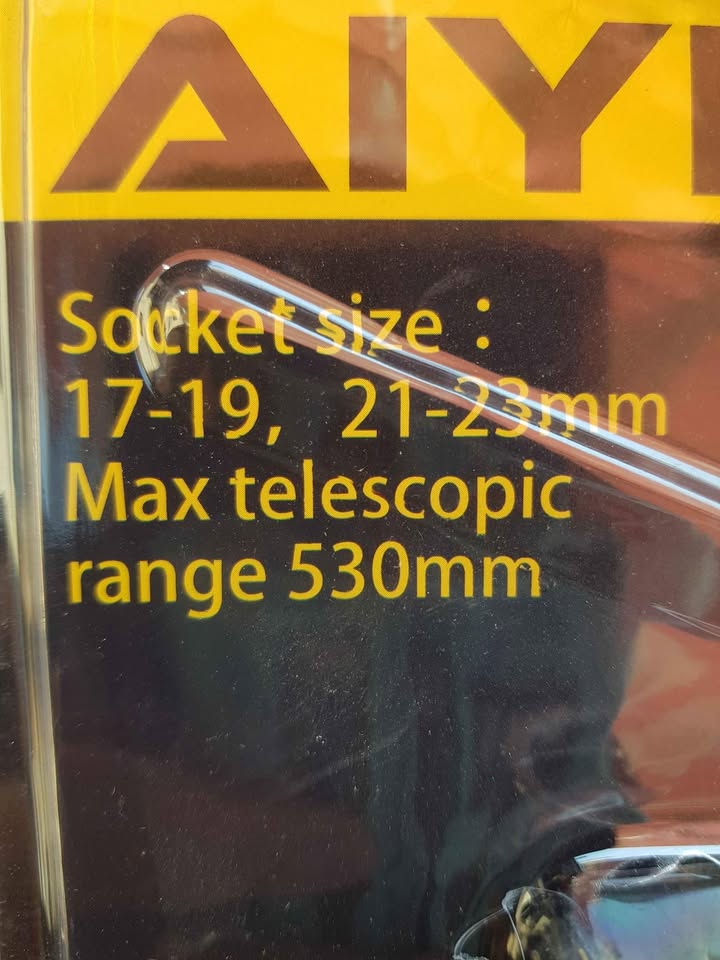 AIY
Socket size：
17-19, 21-23mm
Max telescopic
range 530mm